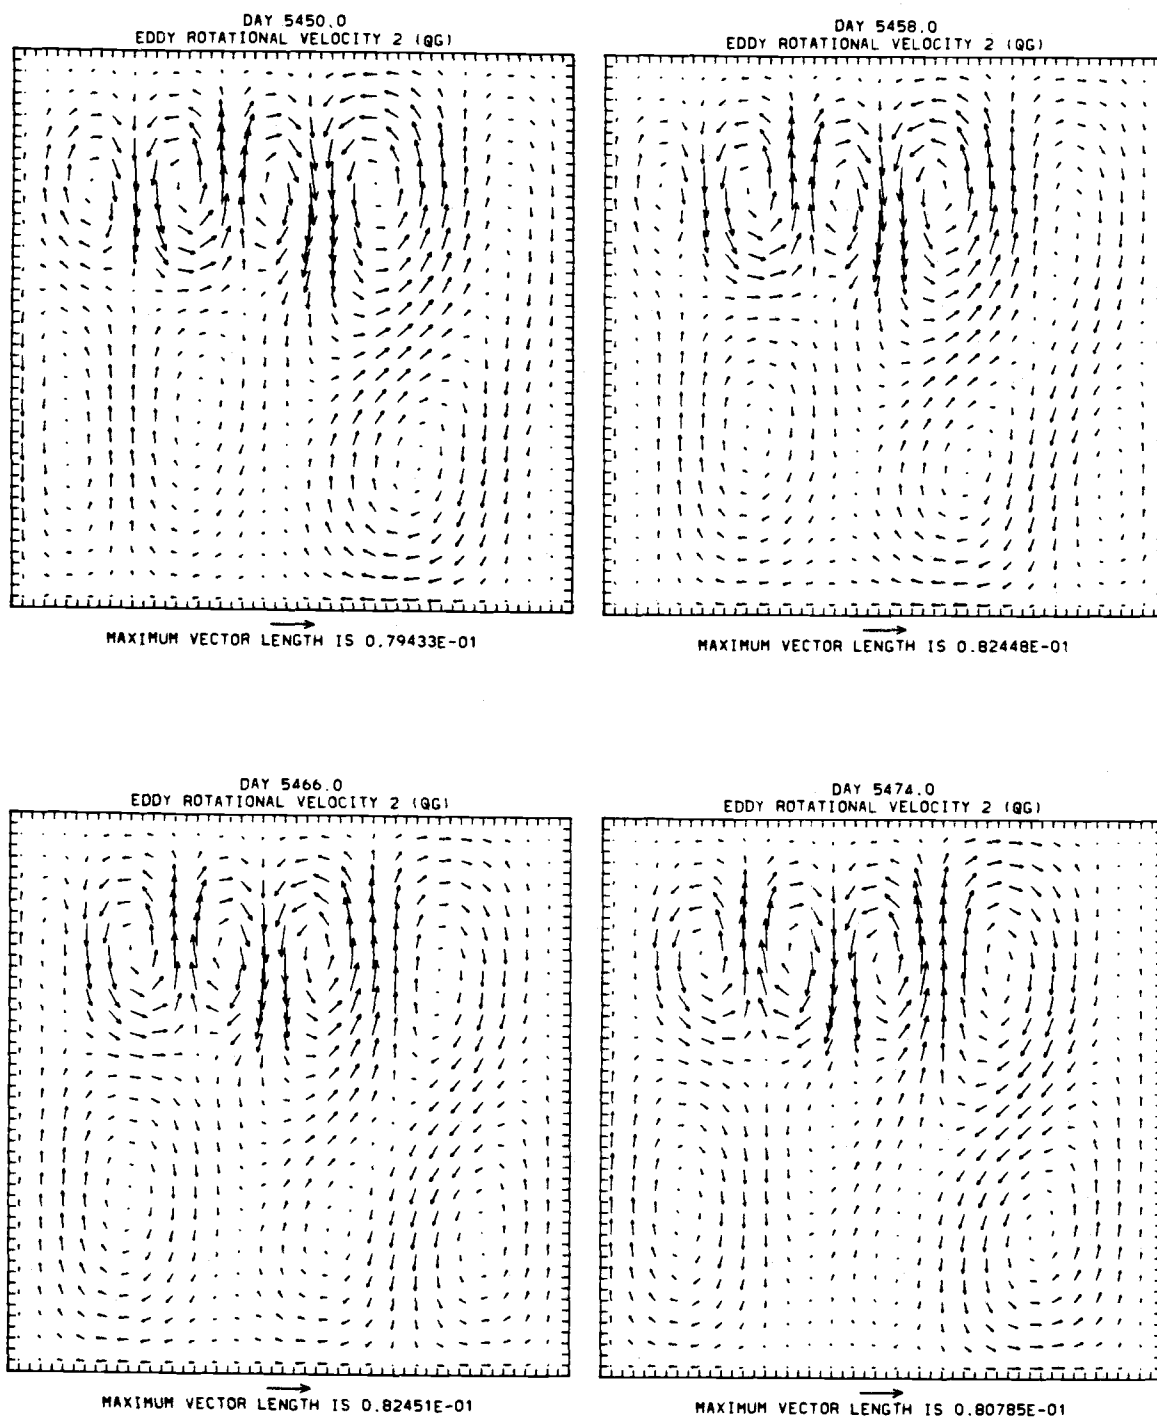 DAY 5450.0
EDDY ROTATIONAL VELOCITY 2 (QG)
MAXIMUM VECTOR LENGTH IS 0.79433E-01
DAY 5458.0
EDDY ROTATIONAL VELOCITY 2 (QG)
MAXIMUM VECTOR LENGTH IS 0.82448E-01
DAY 5466.0
EDDY ROTATIONAL VELOCITY 2 (QG)
MAXIMUM VECTOR LENGTH IS 0.82451E-01
DAY 5474.0
EDDY ROTATIONAL VELOCITY 2 (QG)
MAXIMUM VECTOR LENGTH IS 0.80785E-01